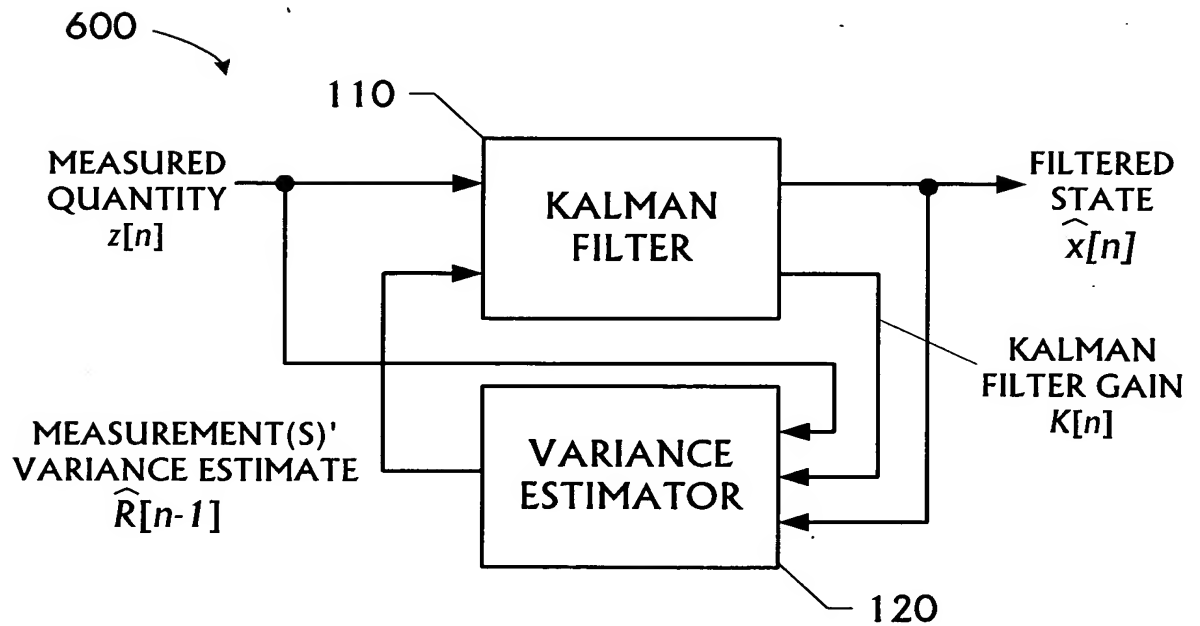 600
110
MEASURED
QUANTITY
z[n]
KALMAN
FILTER
FILTERED
STATE
x̂[n]
KALMAN
FILTER GAIN
K[n]
MEASUREMENT(S)'
VARIANCE ESTIMATE
R̂[n-1]
VARIANCE
ESTIMATOR
120